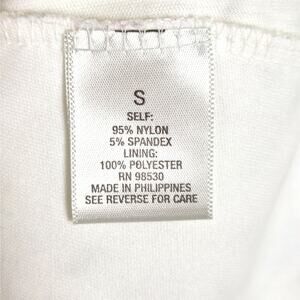 S
SELF:
95% NYLON
5% SPANDEX
LINING:
100% POLYESTER
RN 98530
MADE IN PHILIPPINES
SEE REVERSE FOR CARE